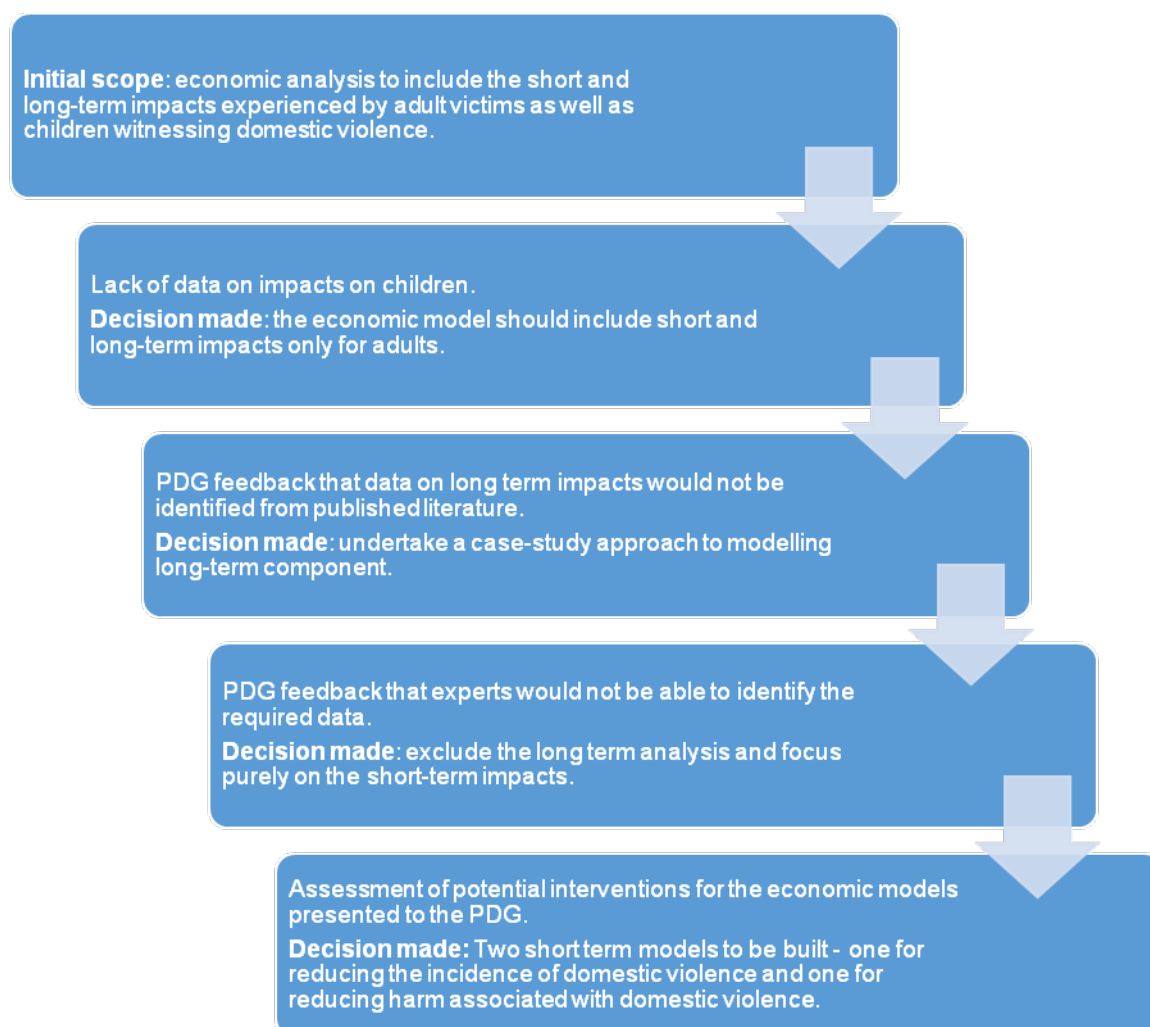 Initial scope: economic analysis to include the short and
long-term impacts experienced by adult victims as well as
children witnessing domestic violence.
Lack of data on impacts on children.
Decision made: the economic model should include short and
long-term impacts only for adults.
PDG feedback that data on long term impacts would not be
identified from published literature.
Decision made: undertake a case-study approach to modelling
long-term component.
PDG feedback that experts would not be able to identify the
required data.
Decision made: exclude the long term analysis and focus
purely on the short-term impacts.
Assessment of potential interventions for the economic models
presented to the PDG.
Decision made: Two short term models to be built - one for
reducing the incidence of domestic violence and one for
reducing harm associated with domestic violence.